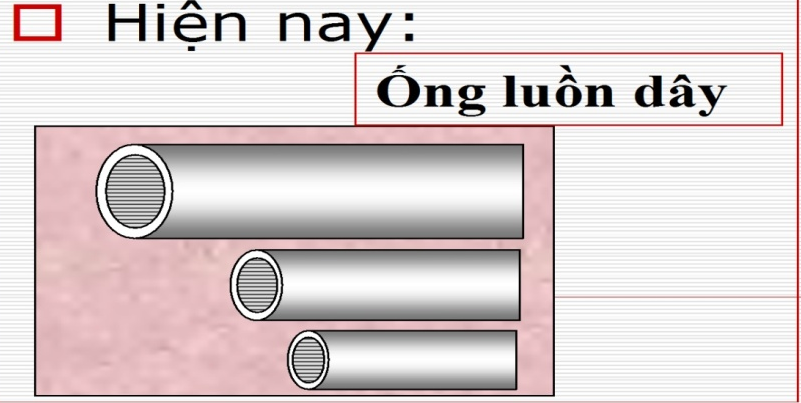 Hiện nay:
Ống luồn dây